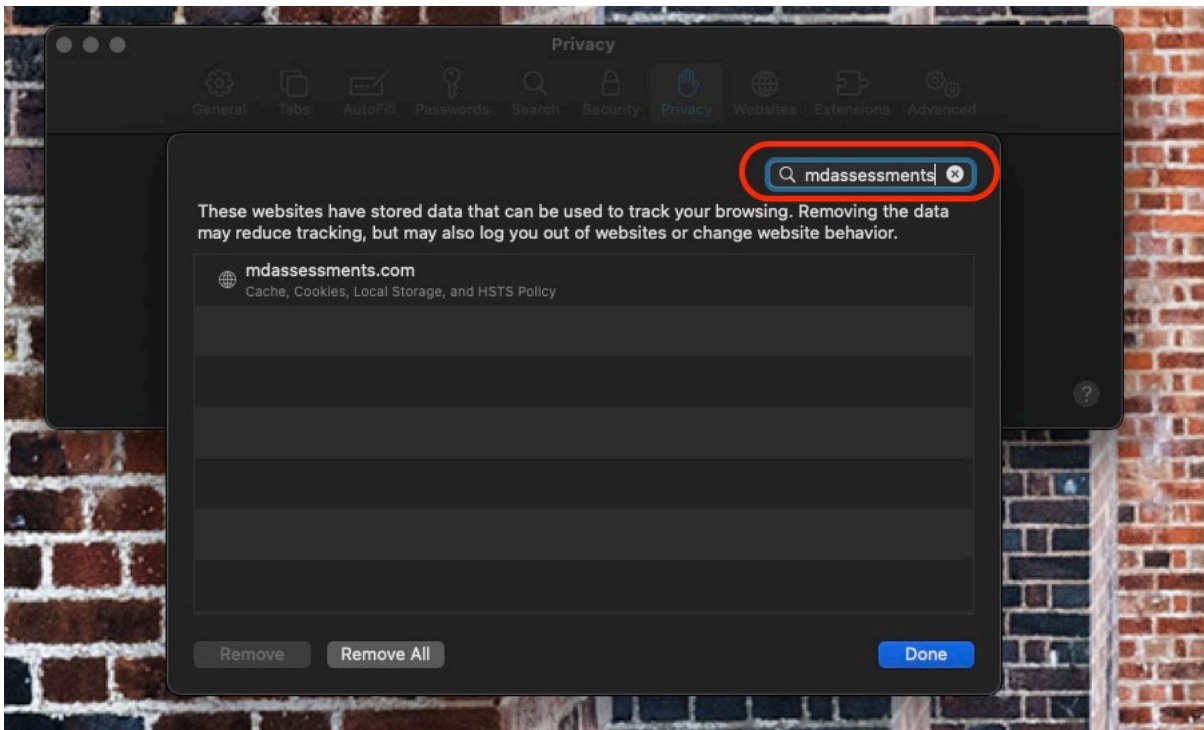 Privacy
General Tabs AutoFill Passwords Search Security Privacy Websites Extensions Advanced
mdassessments
These websites have stored data that can be used to track your browsing. Removing the data
may reduce tracking, but may also log you out of websites or change website behavior.
mdassessments.com
Cache, Cookies, Local Storage, and HSTS Policy
?
Remove Remove All Done